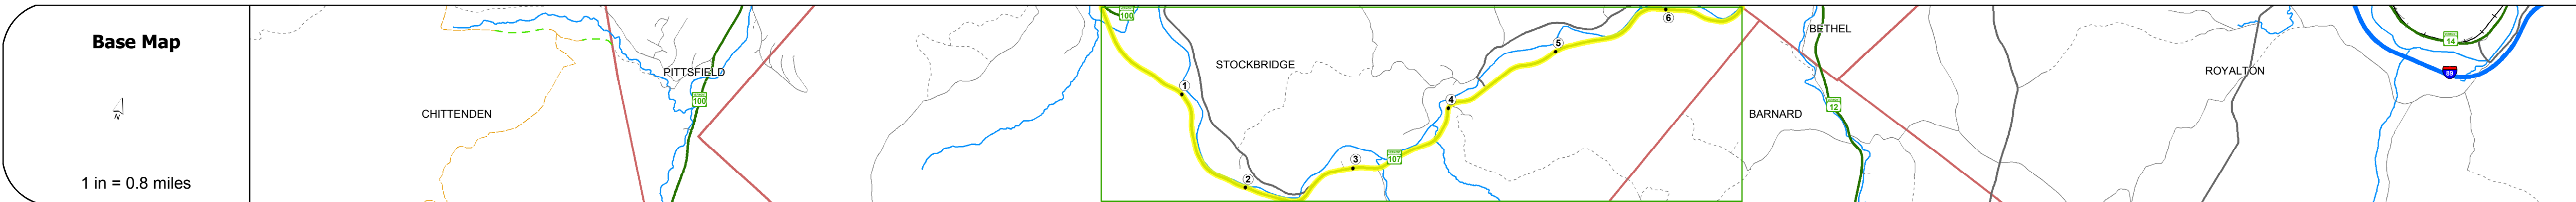 Base Map
N
1 in = 0.8 miles
CHITTENDEN
PITTSFIELD
100
100
STOCKBRIDGE
1
2
3
107
4
5
6
BETHEL
12
BARNARD
ROYALTON
14
89